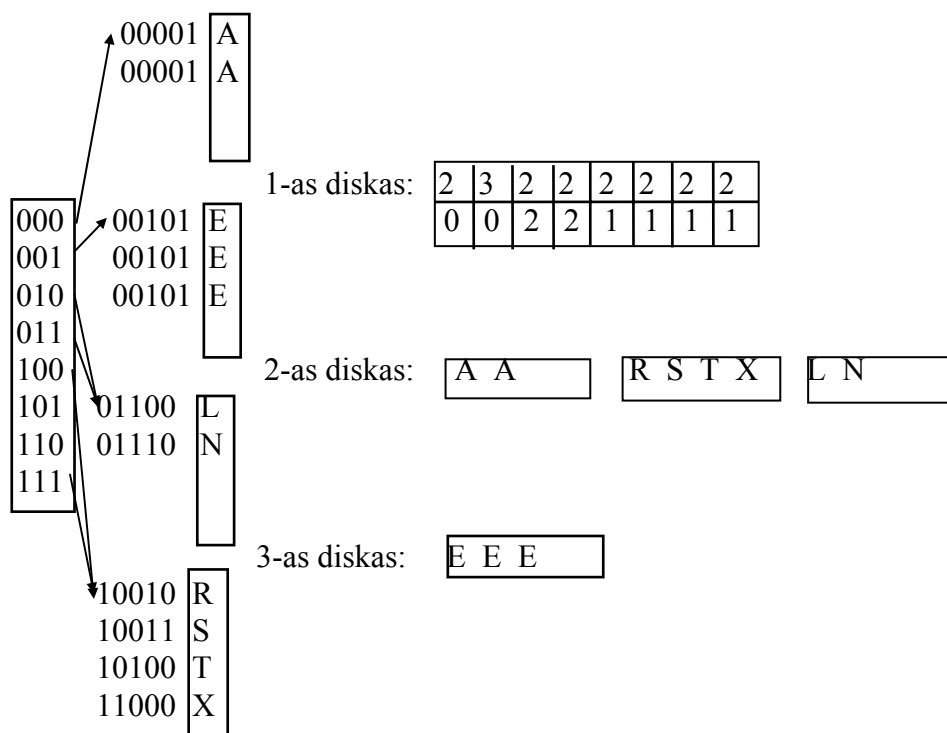 00001 A
00001 A
000
001
010
011
100
101
110
111
00101 E
00101 E
00101 E
01100 L
01110 N
10010 R
10011 S
10100 T
11000 X
1-as diskas:
2 3 2 2 2 2 2 2
0 0 2 2 1 1 1 1
2-as diskas: A A R S T X L N
3-as diskas: E E E